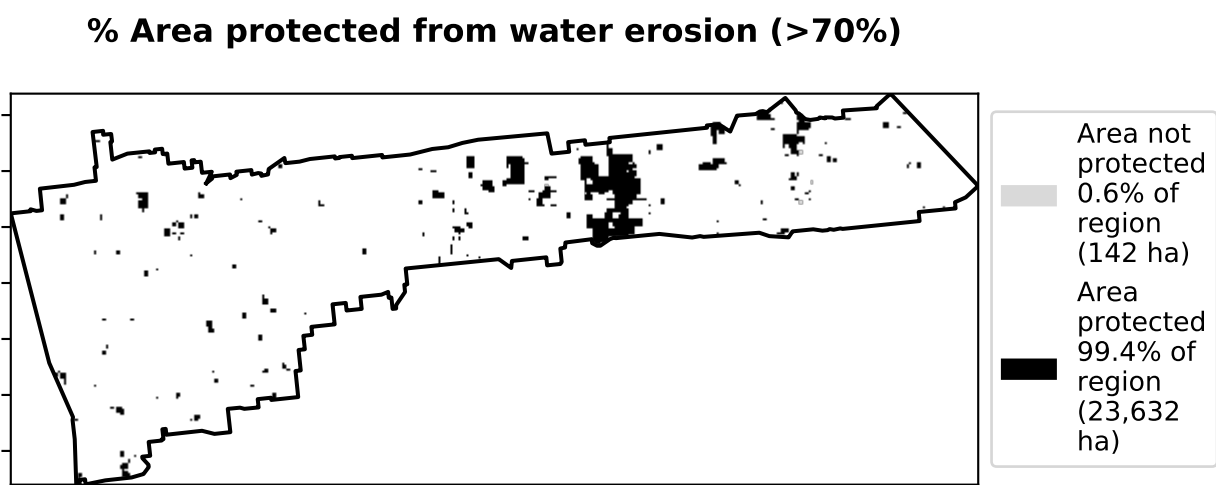 % Area protected from water erosion (>70%)
Area not
protected
0.6% of
region
(142 ha)
Area
protected
99.4% of
region
(23,632
ha)